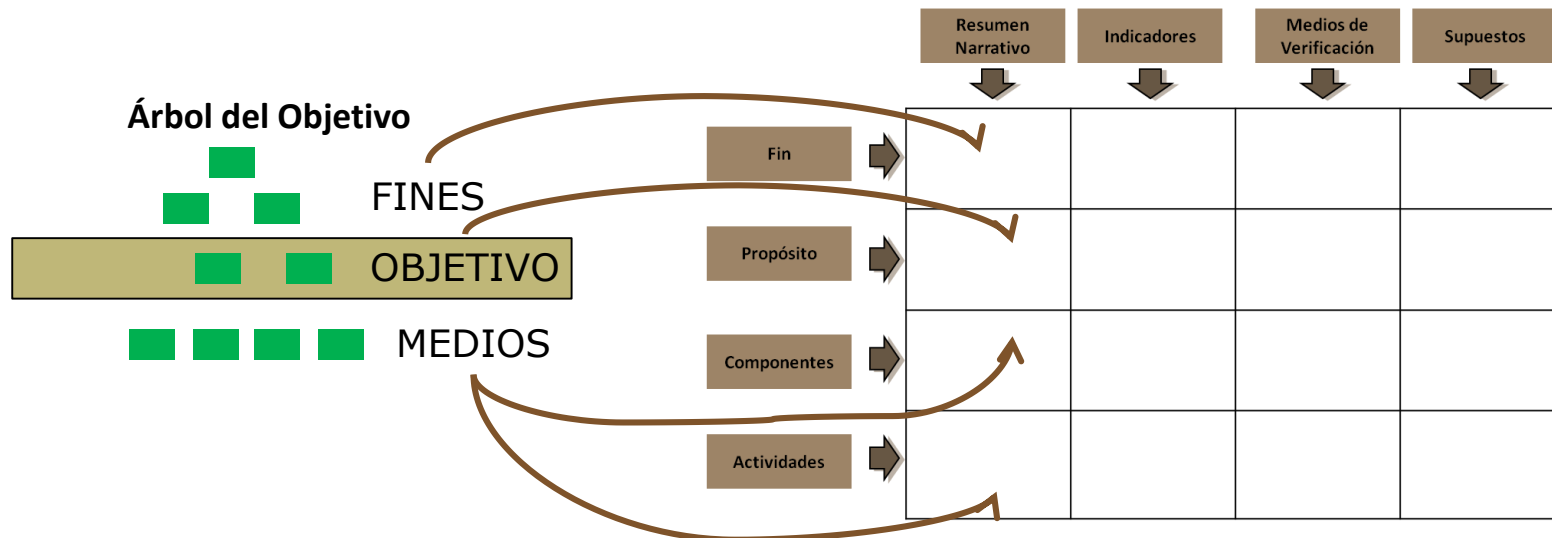 Resumen
Narrativo
Indicadores
Medios de
Verificación
Supuestos
Árbol del Objetivo
FINES
OBJETIVO
MEDIOS
Fin
Propósito
Componentes
Actividades